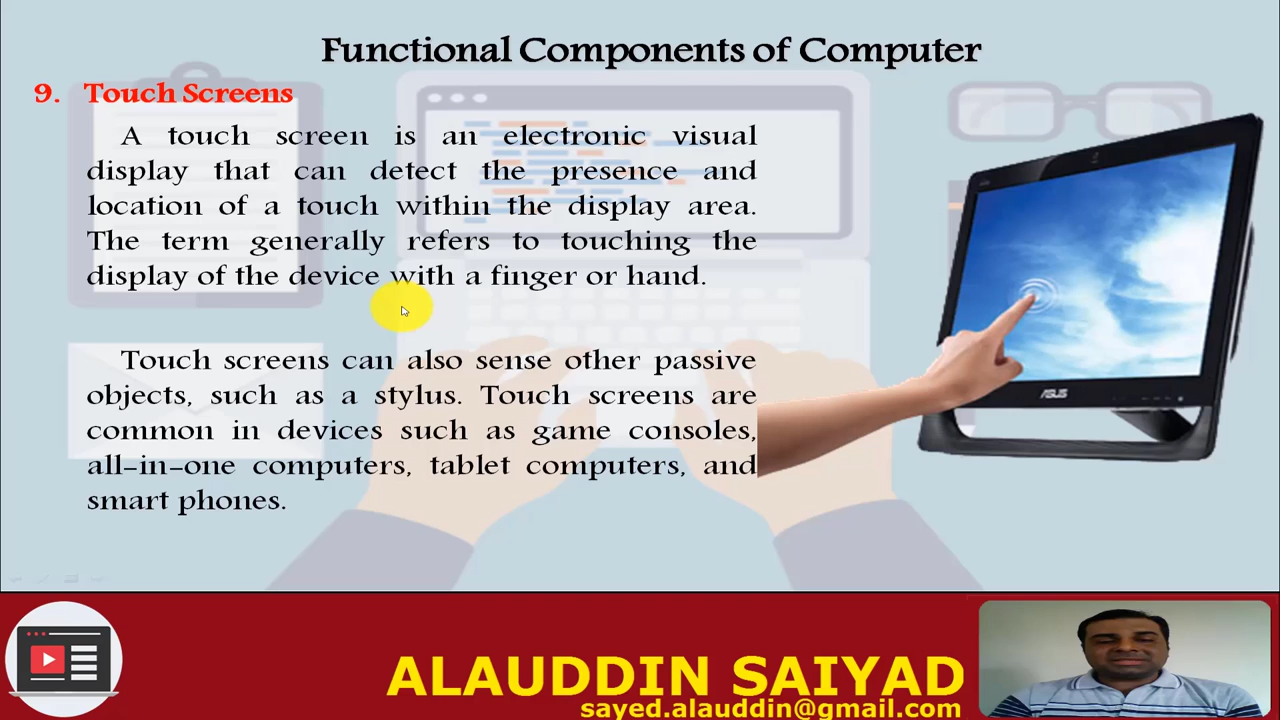 Functional Components of Computer
9. Touch Screens
A touch screen is an electronic visual
display that can detect the presence and
location of a touch within the display area.
The term generally refers to touching the
display of the device with a finger or hand.
Touch screens can also sense other passive
objects, such as a stylus. Touch screens are
common in devices such as game consoles,
all-in-one computers, tablet computers, and
smart phones.
ASUS
ALAUDDIN SAIYAD
sayed.alauddin@gmail.com